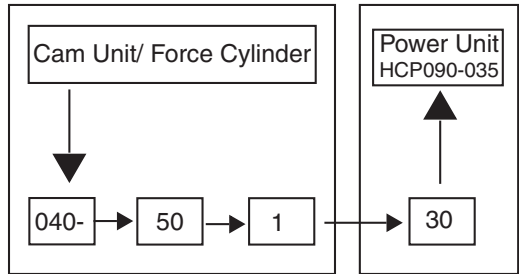 Cam Unit/ Force Cylinder
Power Unit
HCP090-035
040-
50
1
30